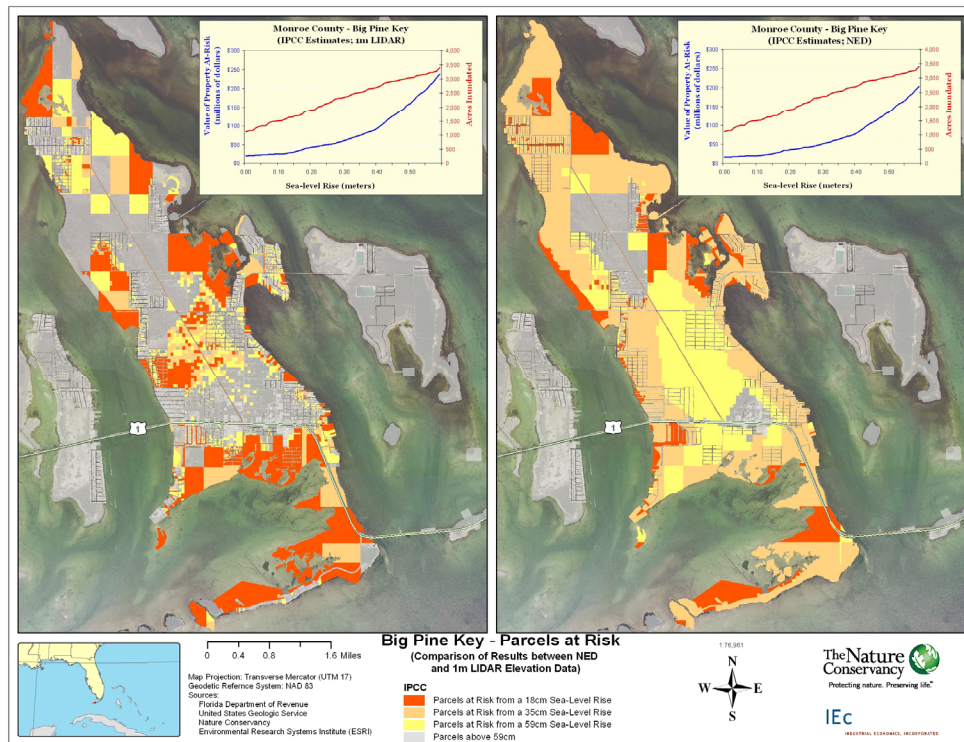 Monroe County - Big Pine Key
(IPCC Estimates; 1m LIDAR)
Value of Property At-Risk
(millions of dollars)
$300
$250
$200
$150
$100
$50
$0
4,000
3,500
3,000
2,500
2,000
1,500
1,000
500
0
Acres Inundated
0.00
0.10
0.20
0.30
0.40
0.50
Sea-level Rise (meters)
1
Monroe County - Big Pine Key
(IPCC Estimates; NED)
Value of Property At-Risk
(millions of dollars)
$300
$250
$200
$150
$100
$50
$0
4,000
3,500
3,000
2,500
2,000
1,500
1,000
500
0
Acres Inundated
0.00
0.10
0.20
0.30
0.40
0.50
Sea-level Rise (meters)
1
0 0.4 0.8 1.6 Miles
Map Projection: Transverse Mercator (UTM 17)
Geodetic Refernce System: NAD 83
Sources:
Florida Department of Revenue
United States Geologic Service
Nature Conservancy
Environmental Research Systems Institute (ESRI)
Big Pine Key - Parcels at Risk
(Comparison of Results between NED
and 1m LIDAR Elevation Data)
IPCC
Parcels at Risk from a 18cm Sea-Level Rise
Parcels at Risk from a 35cm Sea-Level Rise
Parcels at Risk from a 59cm Sea-Level Rise
Parcels above 59cm
1:76,961
N
W E
S
The Nature
Conservancy
Protecting nature. Preserving life.™
IEc
INDUSTRIAL ECONOMICS, INCORPORATED